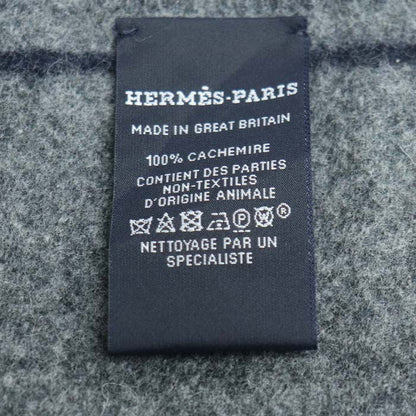 HERMÈS-PARIS
MADE IN GREAT BRITAIN
100% CACHEMIRE
CONTIENT DES PARTIES
NON-TEXTILES
D'ORIGINE ANIMALE
P W ®
NETTOYAGE PAR UN
SPECIALISTE